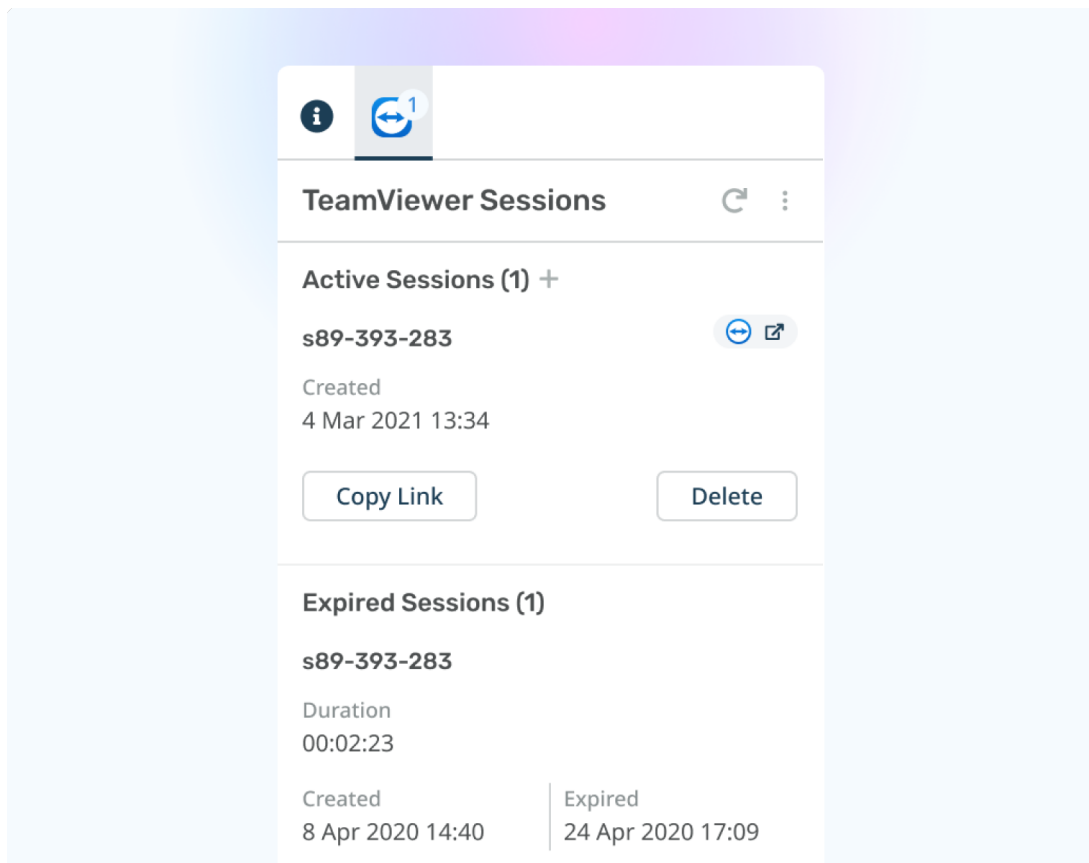 1
TeamViewer Sessions
Active Sessions (1)
s89-393-283
Created
4 Mar 2021 13:34
Copy Link Delete
Expired Sessions (1)
s89-393-283
Duration
00:02:23
Created Expired
8 Apr 2020 14:40 24 Apr 2020 17:09